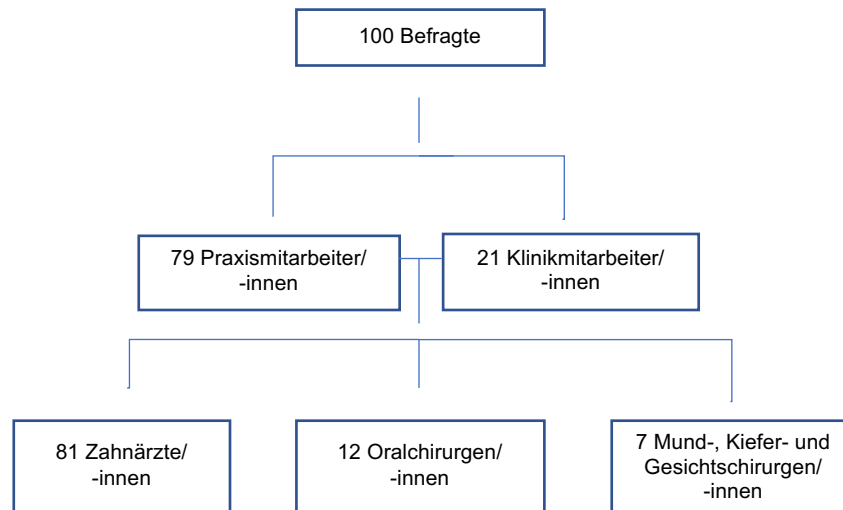 100 Befragte
79 Praxismitarbeiter/
-innen
21 Klinikmitarbeiter/
-innen
81 Zahnärzte/
-innen
12 Oralchirurgen/
-innen
7 Mund-, Kiefer- und
Gesichtschirurgen/
-innen